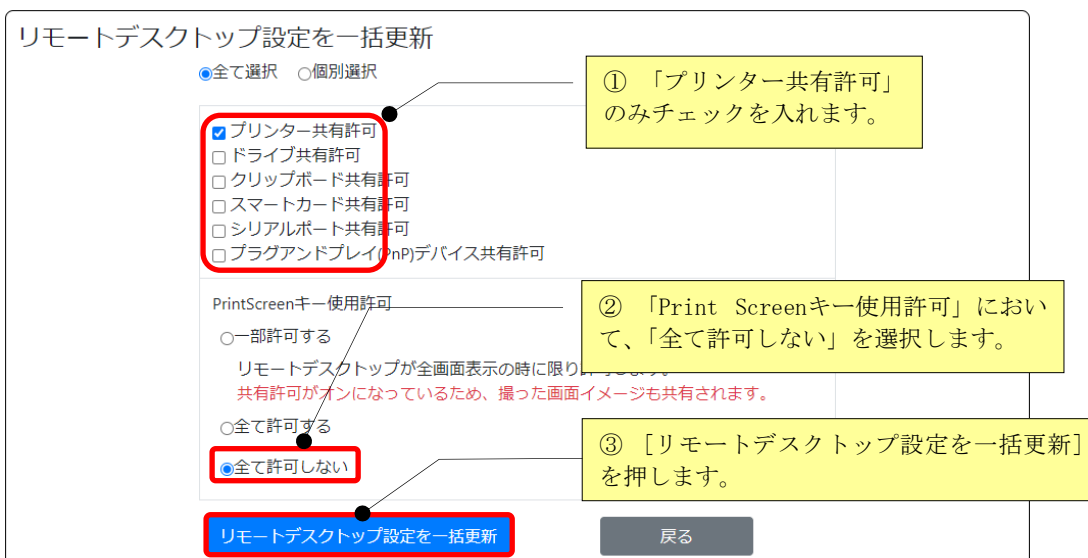 リモートデスクトップ設定を一括更新
全て選択 個別選択
① 「プリンター共有許可」
のみチェックを入れます。
プリンター共有許可
ドライブ共有許可
クリップボード共有許可
スマートカード共有許可
シリアルポート共有許可
プラグアンドプレイ(PnP)デバイス共有許可
PrintScreenキー使用許可
② 「Print Screenキー使用許可」におい
て、「全て許可しない」を選択します。
一部許可する
リモートデスクトップが全画面表示の時に限り
共有許可がオンになっているため、撮った画面イメージも共有されます。
全て許可する
全て許可しない
③ [リモートデスクトップ設定を一括更新]
を押します。
リモートデスクトップ設定を一括更新
戻る